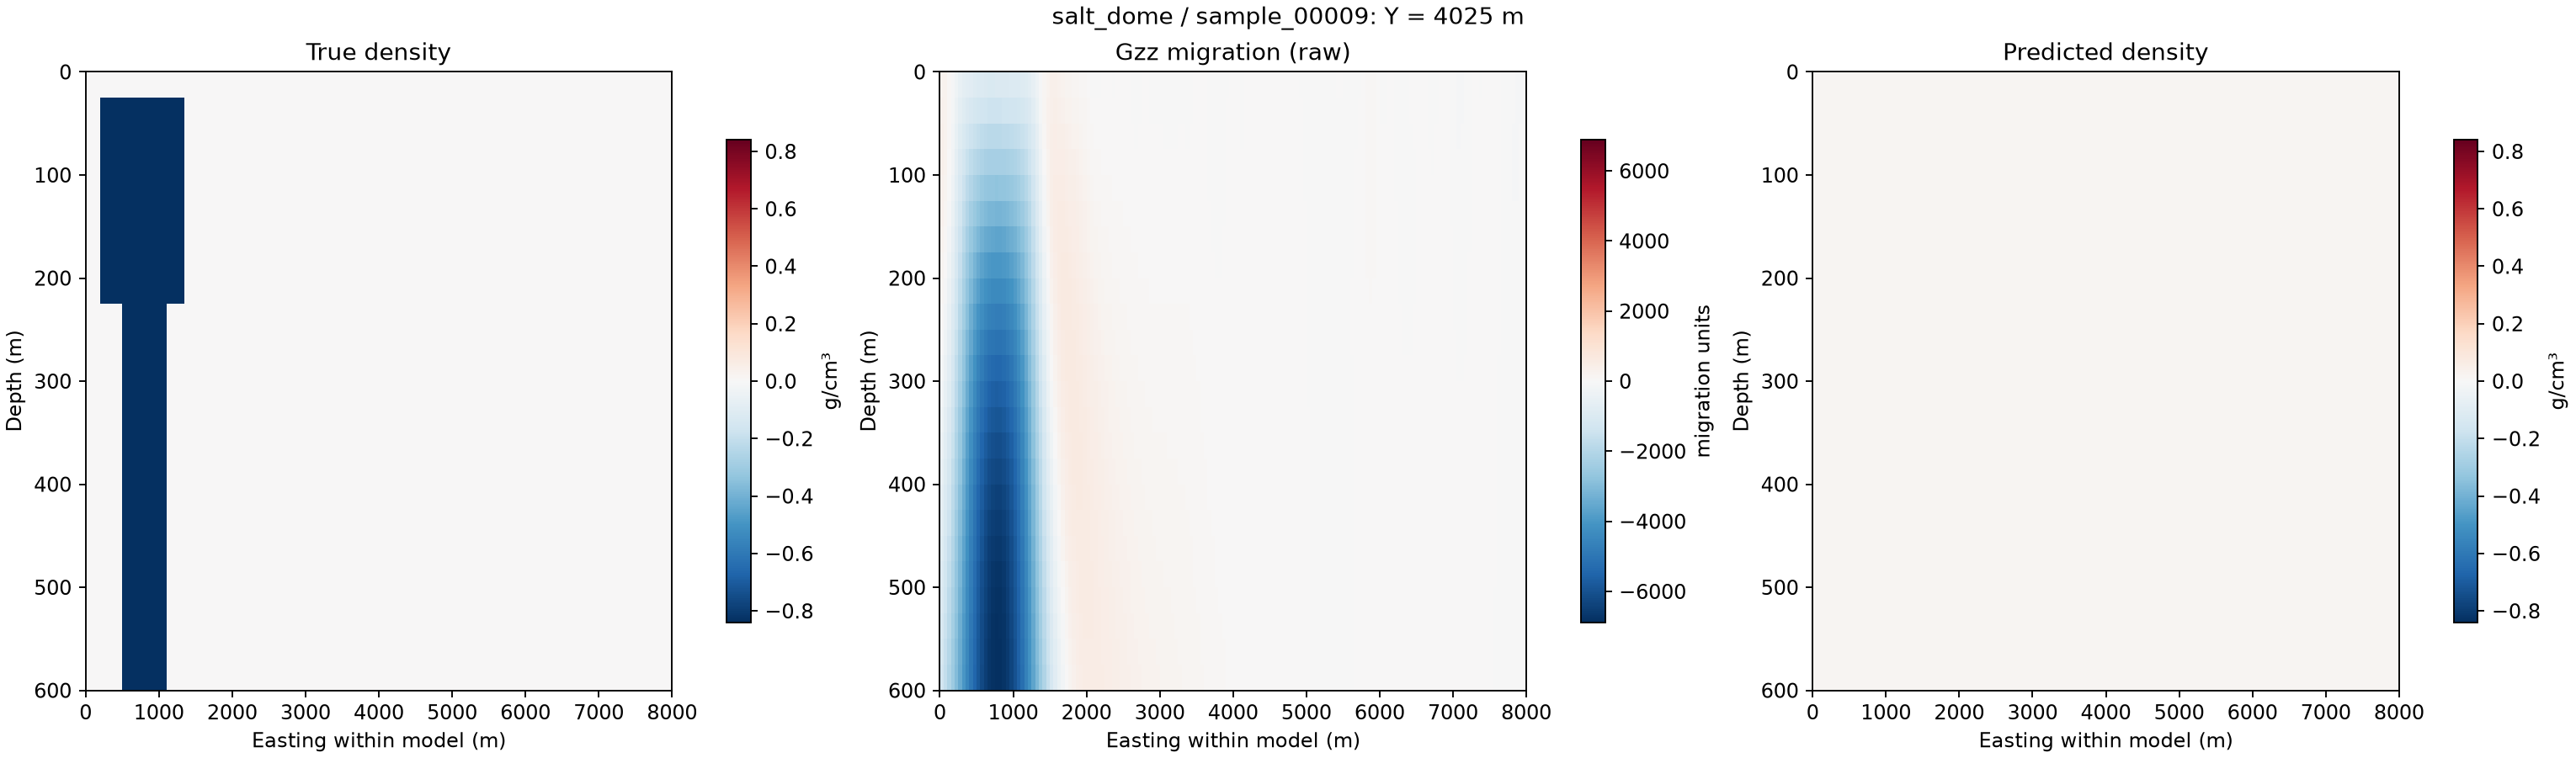 salt_dome / sample_00009: Y = 4025 m
True density
0
100
200
300
400
500
600
Depth (m)
0 1000 2000 3000 4000 5000 6000 7000 8000
Easting within model (m)
0.8
0.6
0.4
0.2
0.0
−0.2
−0.4
−0.6
−0.8
g/cm³
Gzz migration (raw)
0
100
200
300
400
500
600
Depth (m)
0 1000 2000 3000 4000 5000 6000 7000 8000
Easting within model (m)
6000
4000
2000
0
−2000
−4000
−6000
migration units
Predicted density
0
100
200
300
400
500
600
Depth (m)
0 1000 2000 3000 4000 5000 6000 7000 8000
Easting within model (m)
0.8
0.6
0.4
0.2
0.0
−0.2
−0.4
−0.6
−0.8
g/cm³